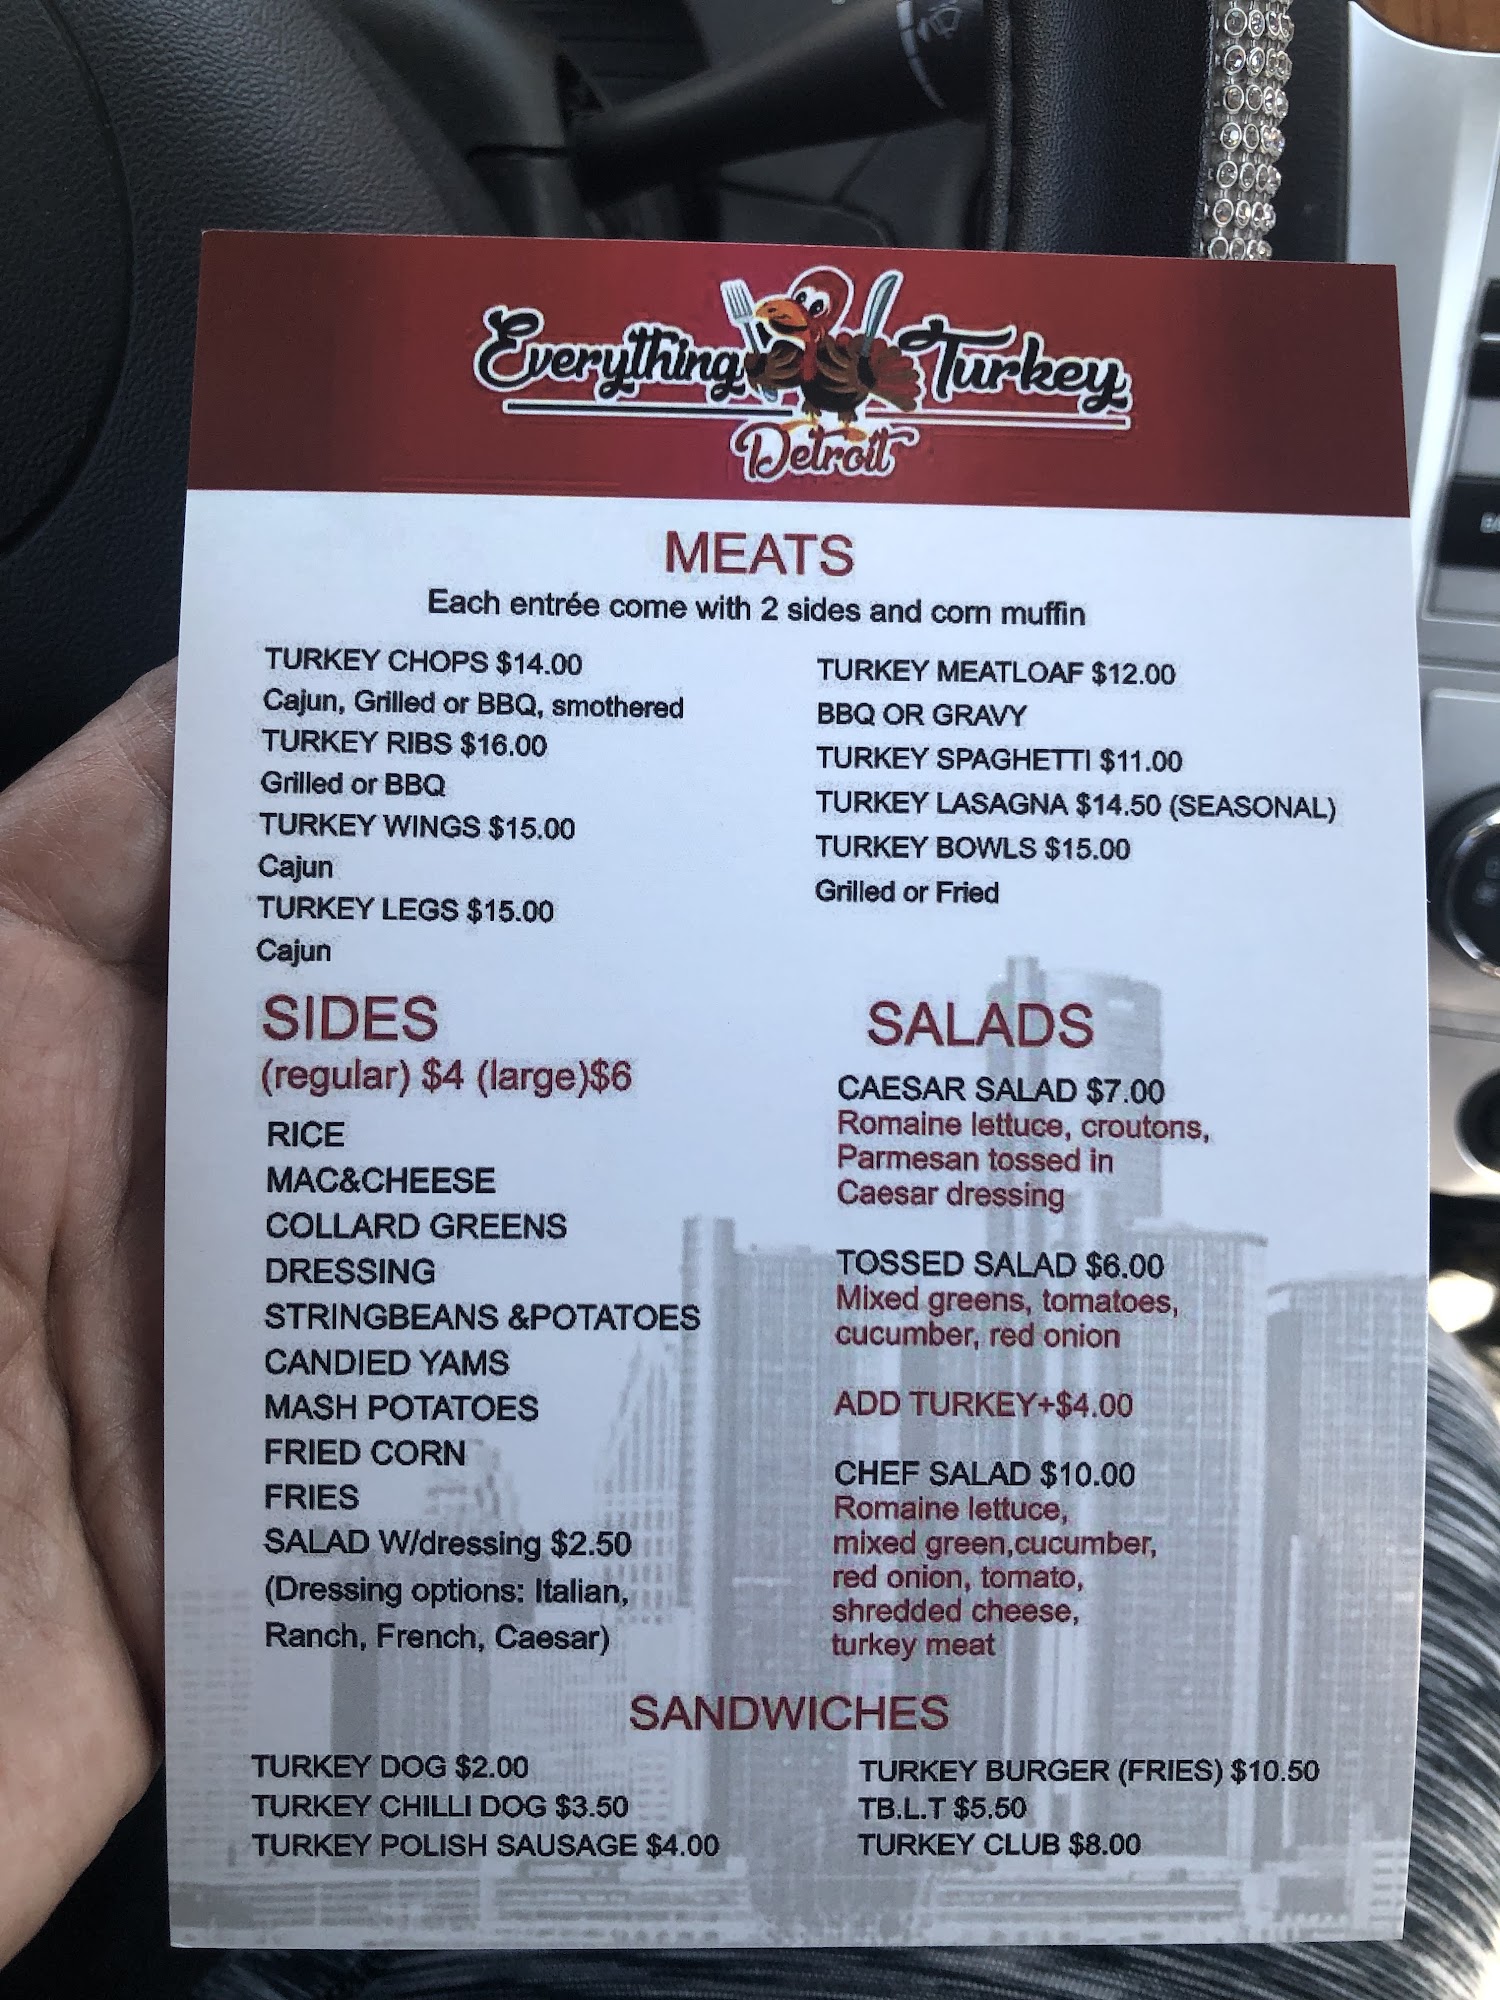 Everything Turkey
Detroit
MEATS
Each entrée come with 2 sides and corn muffin
TURKEY CHOPS $14.00
Cajun, Grilled or BBQ, smothered
TURKEY RIBS $16.00
Grilled or BBQ
TURKEY WINGS $15.00
Cajun
TURKEY LEGS $15.00
Cajun
TURKEY MEATLOAF $12.00
BBQ OR GRAVY
TURKEY SPAGHETTI $11.00
TURKEY LASAGNA $14.50 (SEASONAL)
TURKEY BOWLS $15.00
Grilled or Fried
SIDES
(regular) $4 (large)$6
RICE
MAC&CHEESE
COLLARD GREENS
DRESSING
STRINGBEANS &POTATOES
CANDIED YAMS
MASH POTATOES
FRIED CORN
FRIES
SALAD W/dressing $2.50
(Dressing options: Italian,
Ranch, French, Caesar)
SALADS
CAESAR SALAD $7.00
Romaine lettuce, croutons,
Parmesan tossed in
Caesar dressing
TOSSED SALAD $6.00
Mixed greens, tomatoes,
cucumber, red onion
ADD TURKEY+$4.00
CHEF SALAD $10.00
Romaine lettuce,
mixed green,cucumber,
red onion, tomato,
shredded cheese,
turkey meat
SANDWICHES
TURKEY DOG $2.00
TURKEY CHILLI DOG $3.50
TURKEY POLISH SAUSAGE $4.00
TURKEY BURGER (FRIES) $10.50
TB.L.T $5.50
TURKEY CLUB $8.00